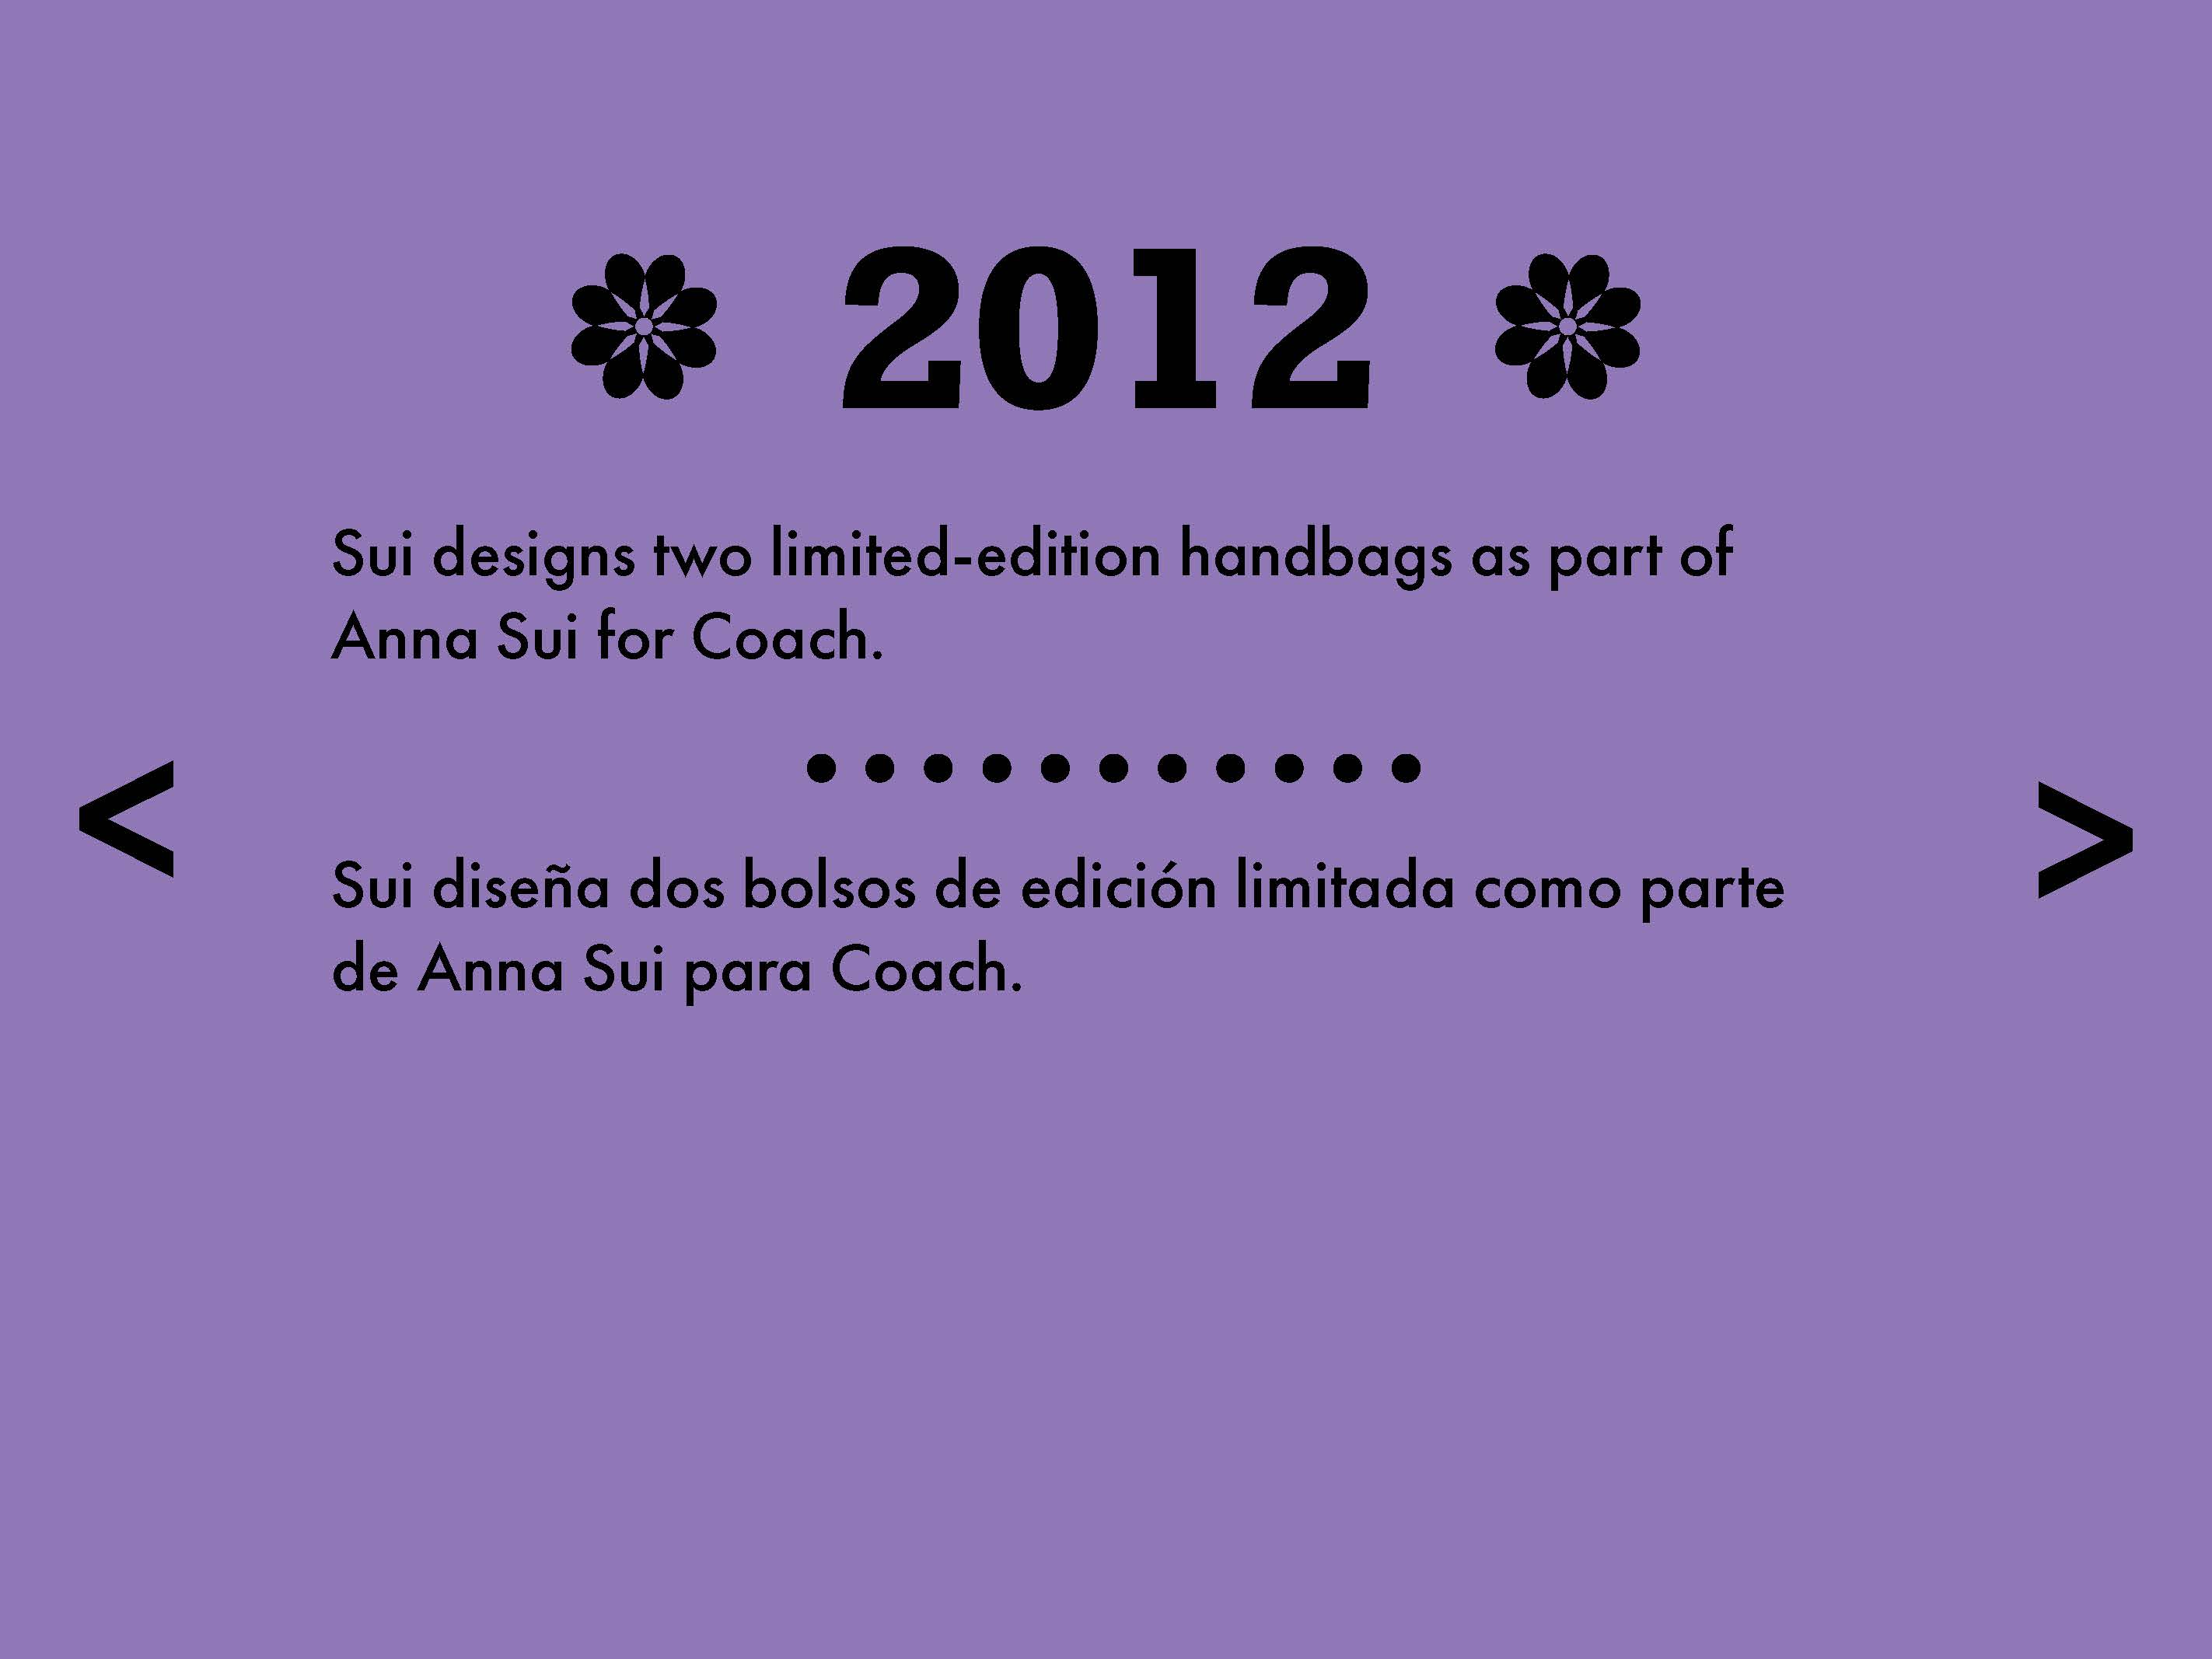 2012
Sui designs two limited-edition handbags as part of
Anna Sui for Coach.
< >
Sui diseña dos bolsos de edición limitada como parte
de Anna Sui para Coach.